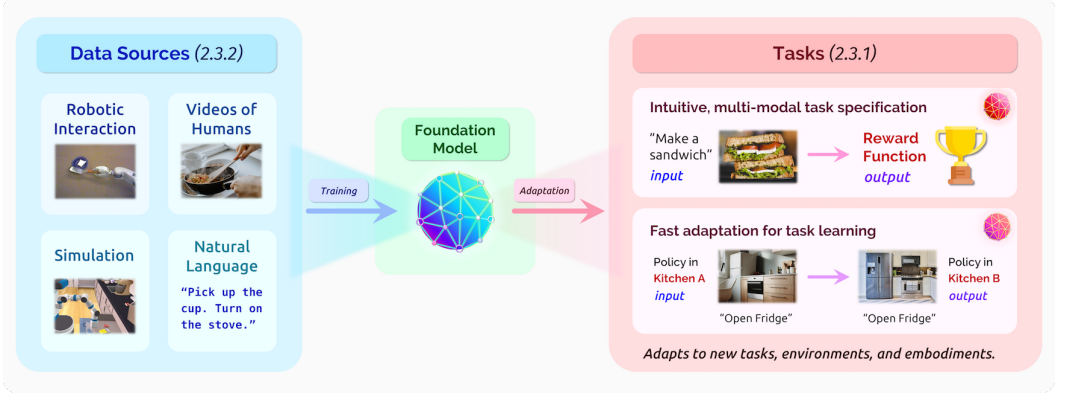 Data Sources (2.3.2)
Robotic
Interaction
Videos of
Humans
Simulation
Natural
Language
“Pick up the
cup. Turn on
the stove.”
Training
Foundation
Model
Adaptation
Tasks (2.3.1)
Intuitive, multi-modal task specification
“Make a
sandwich”
input
Reward
Function
output
Fast adaptation for task learning
Policy in
Kitchen A
input
“Open Fridge”
“Open Fridge”
Policy in
Kitchen B
output
Adapts to new tasks, environments, and embodiments.